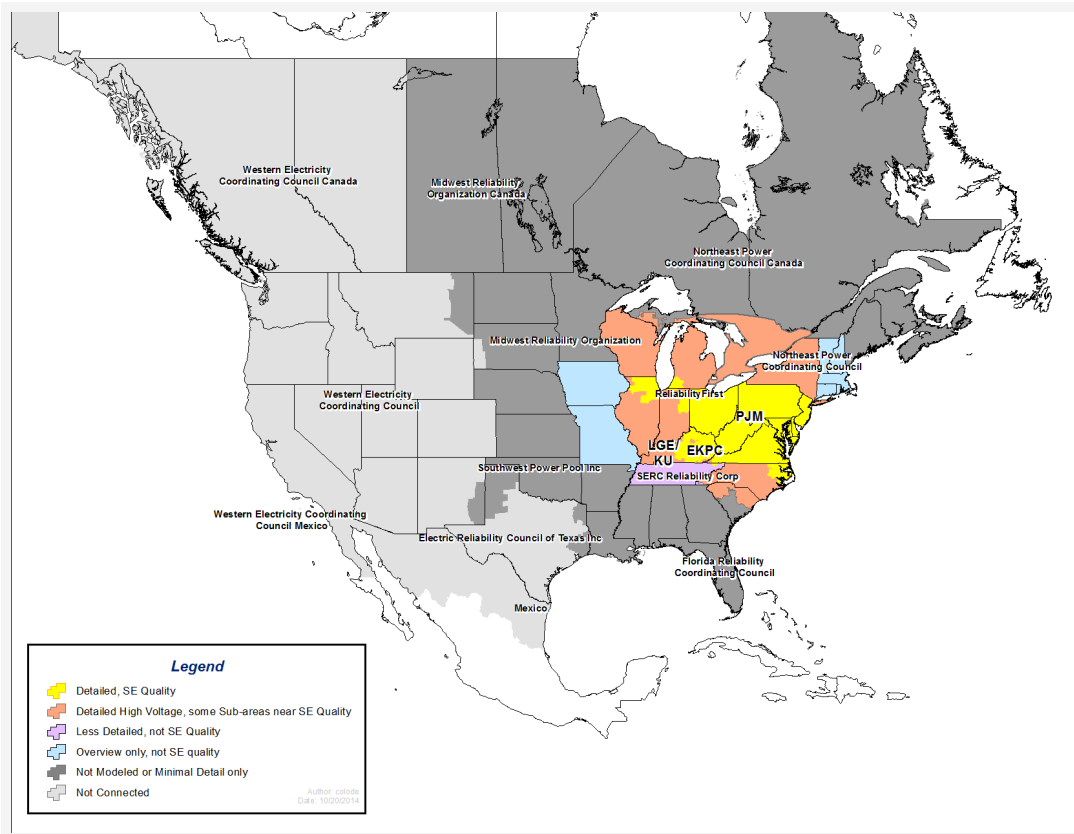 Western Electricity
Coordinating Council Canada
Midwest Reliability
Organization Canada
Northeast Power
Coordinating Council Canada
Midwest Reliability Organization
Northeast Power
Coordinating Council
Western Electricity
Coordinating Council
ReliabilityFirst
PJM
LGE/
KU
EKPC
Southwest Power Pool Inc
SERC Reliability Corp
Western Electricity Coordinating
Council Mexico
Electric Reliability Council of Texas Inc
Florida Reliability
Coordinating Council
Mexico
Legend
Detailed, SE Quality
Detailed High Voltage, some Sub-areas near SE Quality
Less Detailed, not SE Quality
Overview only, not SE quality
Not Modeled or Minimal Detail only
Not Connected
Author: colode
Date: 10/20/2014